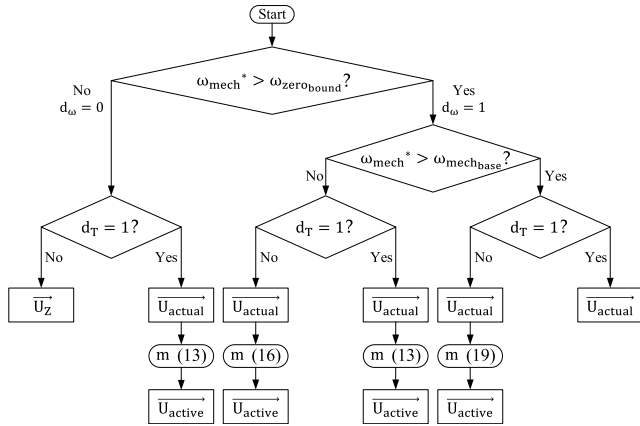 Start
ω_mech* > ω_zero_bound?
No
d_ω = 0
Yes
d_ω = 1
ω_mech* > ω_mech_base?
No
Yes
d_T = 1?
d_T = 1?
d_T = 1?
No
Yes
No
Yes
No
Yes
U_Z
U_actual
U_actual
U_actual
U_actual
U_actual
m (13)
m (16)
m (13)
m (19)
U_active
U_active
U_active
U_active